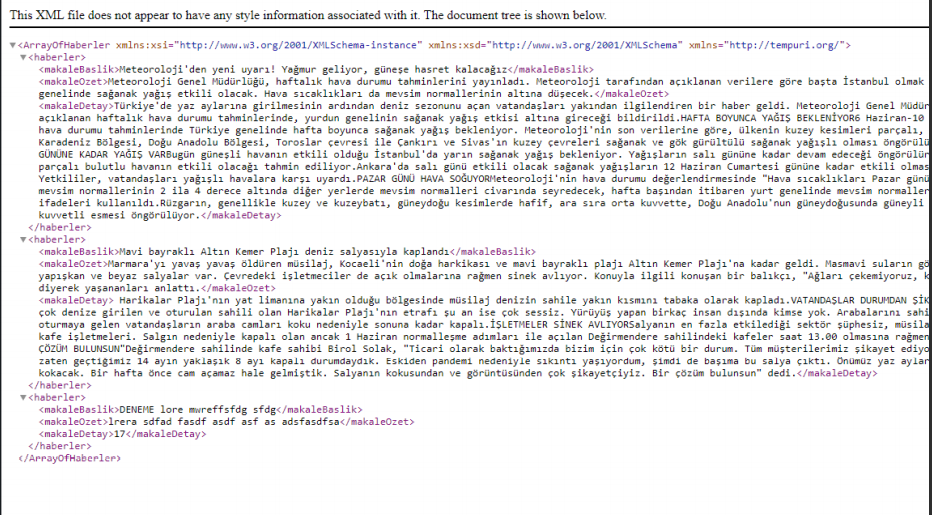 This XML file does not appear to have any style information associated with it. The document tree is shown below.
▼<ArrayOfHaberler xmlns:xsi="http://www.w3.org/2001/XMLSchema-instance" xmlns:xsd="http://www.w3.org/2001/XMLSchema" xmlns="http://tempuri.org/">
▼<haberler>
<makaleBaslik>Meteoroloji'den yeni uyarı! Yağmur geliyor, güneşe hasret kalacağız</makaleBaslik>
<makaleOzet>Meteoroloji Genel Müdürlüğü, haftalık hava durumu tahminlerini yayınladı. Meteoroloji tarafından açıklanan verilere göre başta İstanbul olmak
genelinde sağanak yağış etkili olacak. Hava sıcaklıkları da mevsim normallerinin altına düşecek.</makaleOzet>
<makaleDetay>Türkiye'de yaz aylarına girilmesinin ardından deniz sezonunu açan vatandaşları yakından ilgilendiren bir haber geldi. Meteoroloji Genel Müdür
açıklanan haftalık hava durumu tahminlerinde, yurdun genelinin sağanak yağış etkisi altına gireceği bildirildi.HAFTA BOYUNCA YAĞIŞ BEKLENİYOR6 Haziran-10
hava durumu tahminlerinde Türkiye genelinde hafta boyunca sağanak yağış bekleniyor. Meteoroloji'nin son verilerine göre, ülkenin kuzey kesimleri parçalı,
Karadeniz Bölgesi, Doğu Anadolu Bölgesi, Toroslar çevresi ile Çankırı ve Sivas'ın kuzey çevreleri sağanak ve gök gürültülü sağanak yağışlı olması öngörülü
GÜNÜNE KADAR YAĞIŞ VARBugün güneşli havanın etkili olduğu İstanbul'da yarın sağanak yağış bekleniyor. Yağışların salı gününe kadar devam edeceği öngörülür
parçalı bulutlu havanın etkili olacağı tahmin ediliyor.Ankara'da salı günü etkili olacak sağanak yağışların 12 Haziran Cumartesi gününe kadar etkili olmas
Yetkililer, vatandaşları yağışlı havalara karşı uyardı.PAZAR GÜNÜ HAVA SOĞUYORMeteoroloji'nin hava durumu değerlendirmesinde "Hava sıcaklıkları Pazar günü
mevsim normallerinin 2 ila 4 derece altında diğer yerlerde mevsim normalleri civarında seyredecek, hafta başından itibaren yurt genelinde mevsim normaller
ifadeleri kullanıldı.Rüzgarın, genellikle kuzey ve kuzeybatı, güneydoğu kesimlerde hafif, ara sıra orta kuvvette, Doğu Anadolu'nun güneydoğusunda güneyli
kuvvetli esmesi öngörülüyor.</makaleDetay>
</haberler>
▼<haberler>
<makaleBaslik>Mavi bayraklı Altın Kemer Plajı deniz salyasıyla kaplandı</makaleBaslik>
<makaleOzet>Marmara'yı yavaş yavaş öldüren müsilaj, Kocaeli'nin doğa harkikası ve mavi bayraklı plajı Altın Kemer Plajı'na kadar geldi. Masmavi suların gö
yapışkan ve beyaz salyalar var. Çevredeki işletmeciler de açık olmalarına rağmen sinek avlıyor. Konuyla ilgili konuşan bir balıkçı, "Ağları çekemiyoruz, k
diyerek yaşananları anlattı.</makaleOzet>
<makaleDetay> Harikalar Plajı'nın yat limanına yakın olduğu bölgesinde müsilaj denizin sahile yakın kısmını tabaka olarak kapladı.VATANDAŞLAR DURUMDAN ŞİK
çok denize girilen ve oturulan sahili olan Harikalar Plajı'nın etrafı şu an ise çok sessiz. Yürüyüş yapan birkaç insan dışında kimse yok. Arabalarını sahi
oturmaya gelen vatandaşların araba camları koku nedeniyle sonuna kadar kapalı.İŞLETMELER SİNEK AVLIYORSalyanın en fazla etkilediği sektör şüphesiz, müsila
kafe işletmeleri. Salgın nedeniyle kapalı olan ancak 1 Haziran normalleşme adımları ile açılan Değirmendere sahilindeki kafeler saat 13.00 olmasına rağmen
ÇÖZÜM BULUNSUN"Değirmendere sahilinde kafe sahibi Birol Solak, "Ticari olarak baktığımızda bizim için çok kötü bir durum. Tüm müşterilerimiz şikayet ediyo
zaten geçtiğimiz 14 ayın yaklaşık 8 ayı kapalı durumdaydık. Eskiden pandemi nedeniyle sıkıntı yaşıyordum, şimdi de başıma bu salya çıktı. Önümüz yaz aylar
kokacak. Bir hafta önce cam açamaz hale gelmiştik. Salyanın kokusundan ve görüntüsünden çok şikayetçiyiz. Bir çözüm bulunsun" dedi.</makaleDetay>
</haberler>
▼<haberler>
<makaleBaslik>DENEME lore mwreffsfdg sfdg</makaleBaslik>
<makaleOzet>lrera sdfad fasdf asdf asf as adsfasdfsa</makaleOzet>
<makaleDetay>17</makaleDetay>
</haberler>
</ArrayOfHaberler>